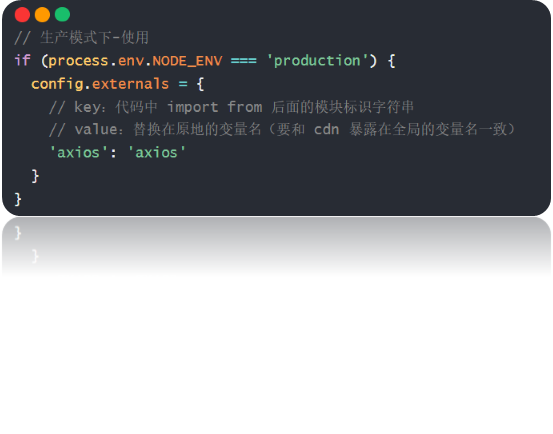 // 生产模式下-使用
if (process.env.NODE_ENV === 'production') {
  config.externals = {
    // key：代码中 import from 后面的模块标识字符串
    // value：替换在原地的变量名（要和 cdn 暴露在全局的变量名一致）
    'axios': 'axios'
  }
}
}
  }